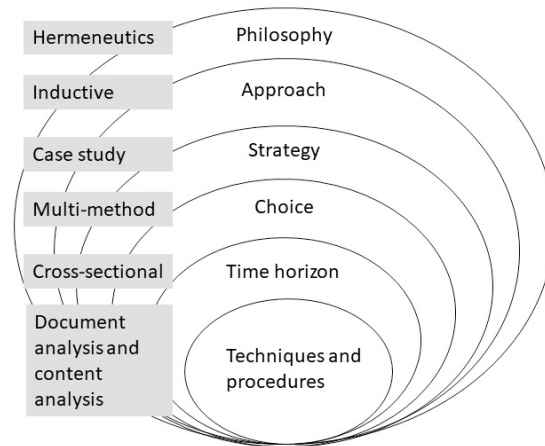 Hermeneutics Philosophy
Inductive Approach
Case study Strategy
Multi-method Choice
Cross-sectional Time horizon
Document
analysis and
content
analysis
Techniques and
procedures